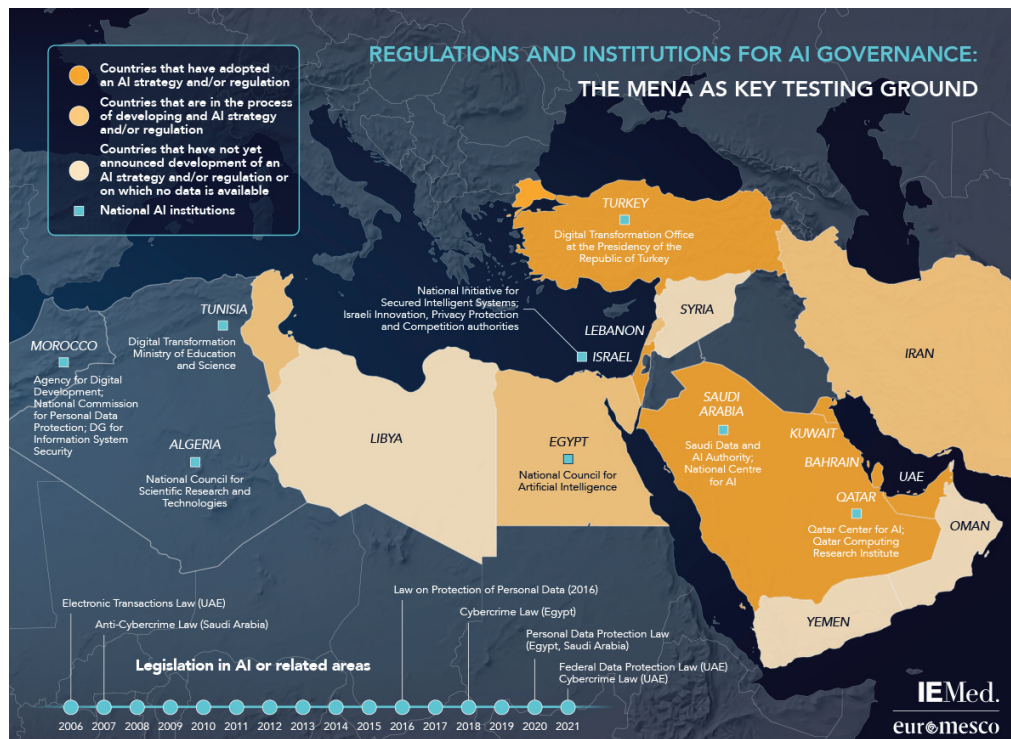 REGULATIONS AND INSTITUTIONS FOR AI GOVERNANCE:
THE MENA AS KEY TESTING GROUND
Countries that have adopted
an AI strategy and/or regulation
Countries that are in the process
of developing and AI strategy
and/or regulation
Countries that have not yet
announced development of an
AI strategy and/or regulation or
on which no data is available
National AI institutions
TURKEY
Digital Transformation Office
at the Presidency of the
Republic of Turkey
National Initiative for
Secured Intelligent Systems;
Israeli Innovation, Privacy Protection
and Competition authorities
SYRIA
LEBANON
ISRAEL
IRAN
TUNISIA
Digital Transformation
Ministry of Education
and Science
MOROCCO
Agency for Digital
Development;
National Commission
for Personal Data
Protection; DG for
Information System
Security
ALGERIA
National Council for
Scientific Research and
Technologies
LIBYA
EGYPT
National Council for
Artificial Intelligence
SAUDI
ARABIA
Saudi Data and
AI Authority;
National Centre
for AI
KUWAIT
BAHRAIN
UAE
QATAR
Qatar Center for AI;
Qatar Computing
Research Institute
OMAN
YEMEN
Electronic Transactions Law (UAE)
Anti-Cybercrime Law (Saudi Arabia)
Law on Protection of Personal Data (2016)
Cybercrime Law (Egypt)
Personal Data Protection Law
(Egypt, Saudi Arabia)
Federal Data Protection Law (UAE)
Cybercrime Law (UAE)
Legislation in AI or related areas
2006 2007 2008 2009 2010 2011 2012 2013 2014 2015 2016 2017 2018 2019 2020 2021
IEMed.
euromesco